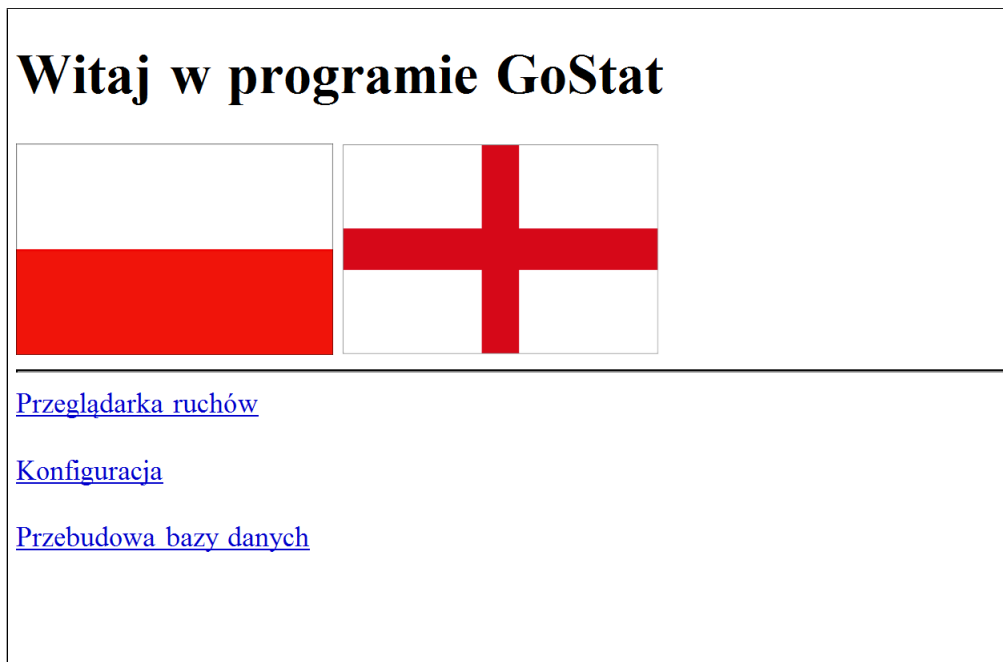 Witaj w programie GoStat
Przeglądarka ruchów
Konfiguracja
Przebudowa bazy danych